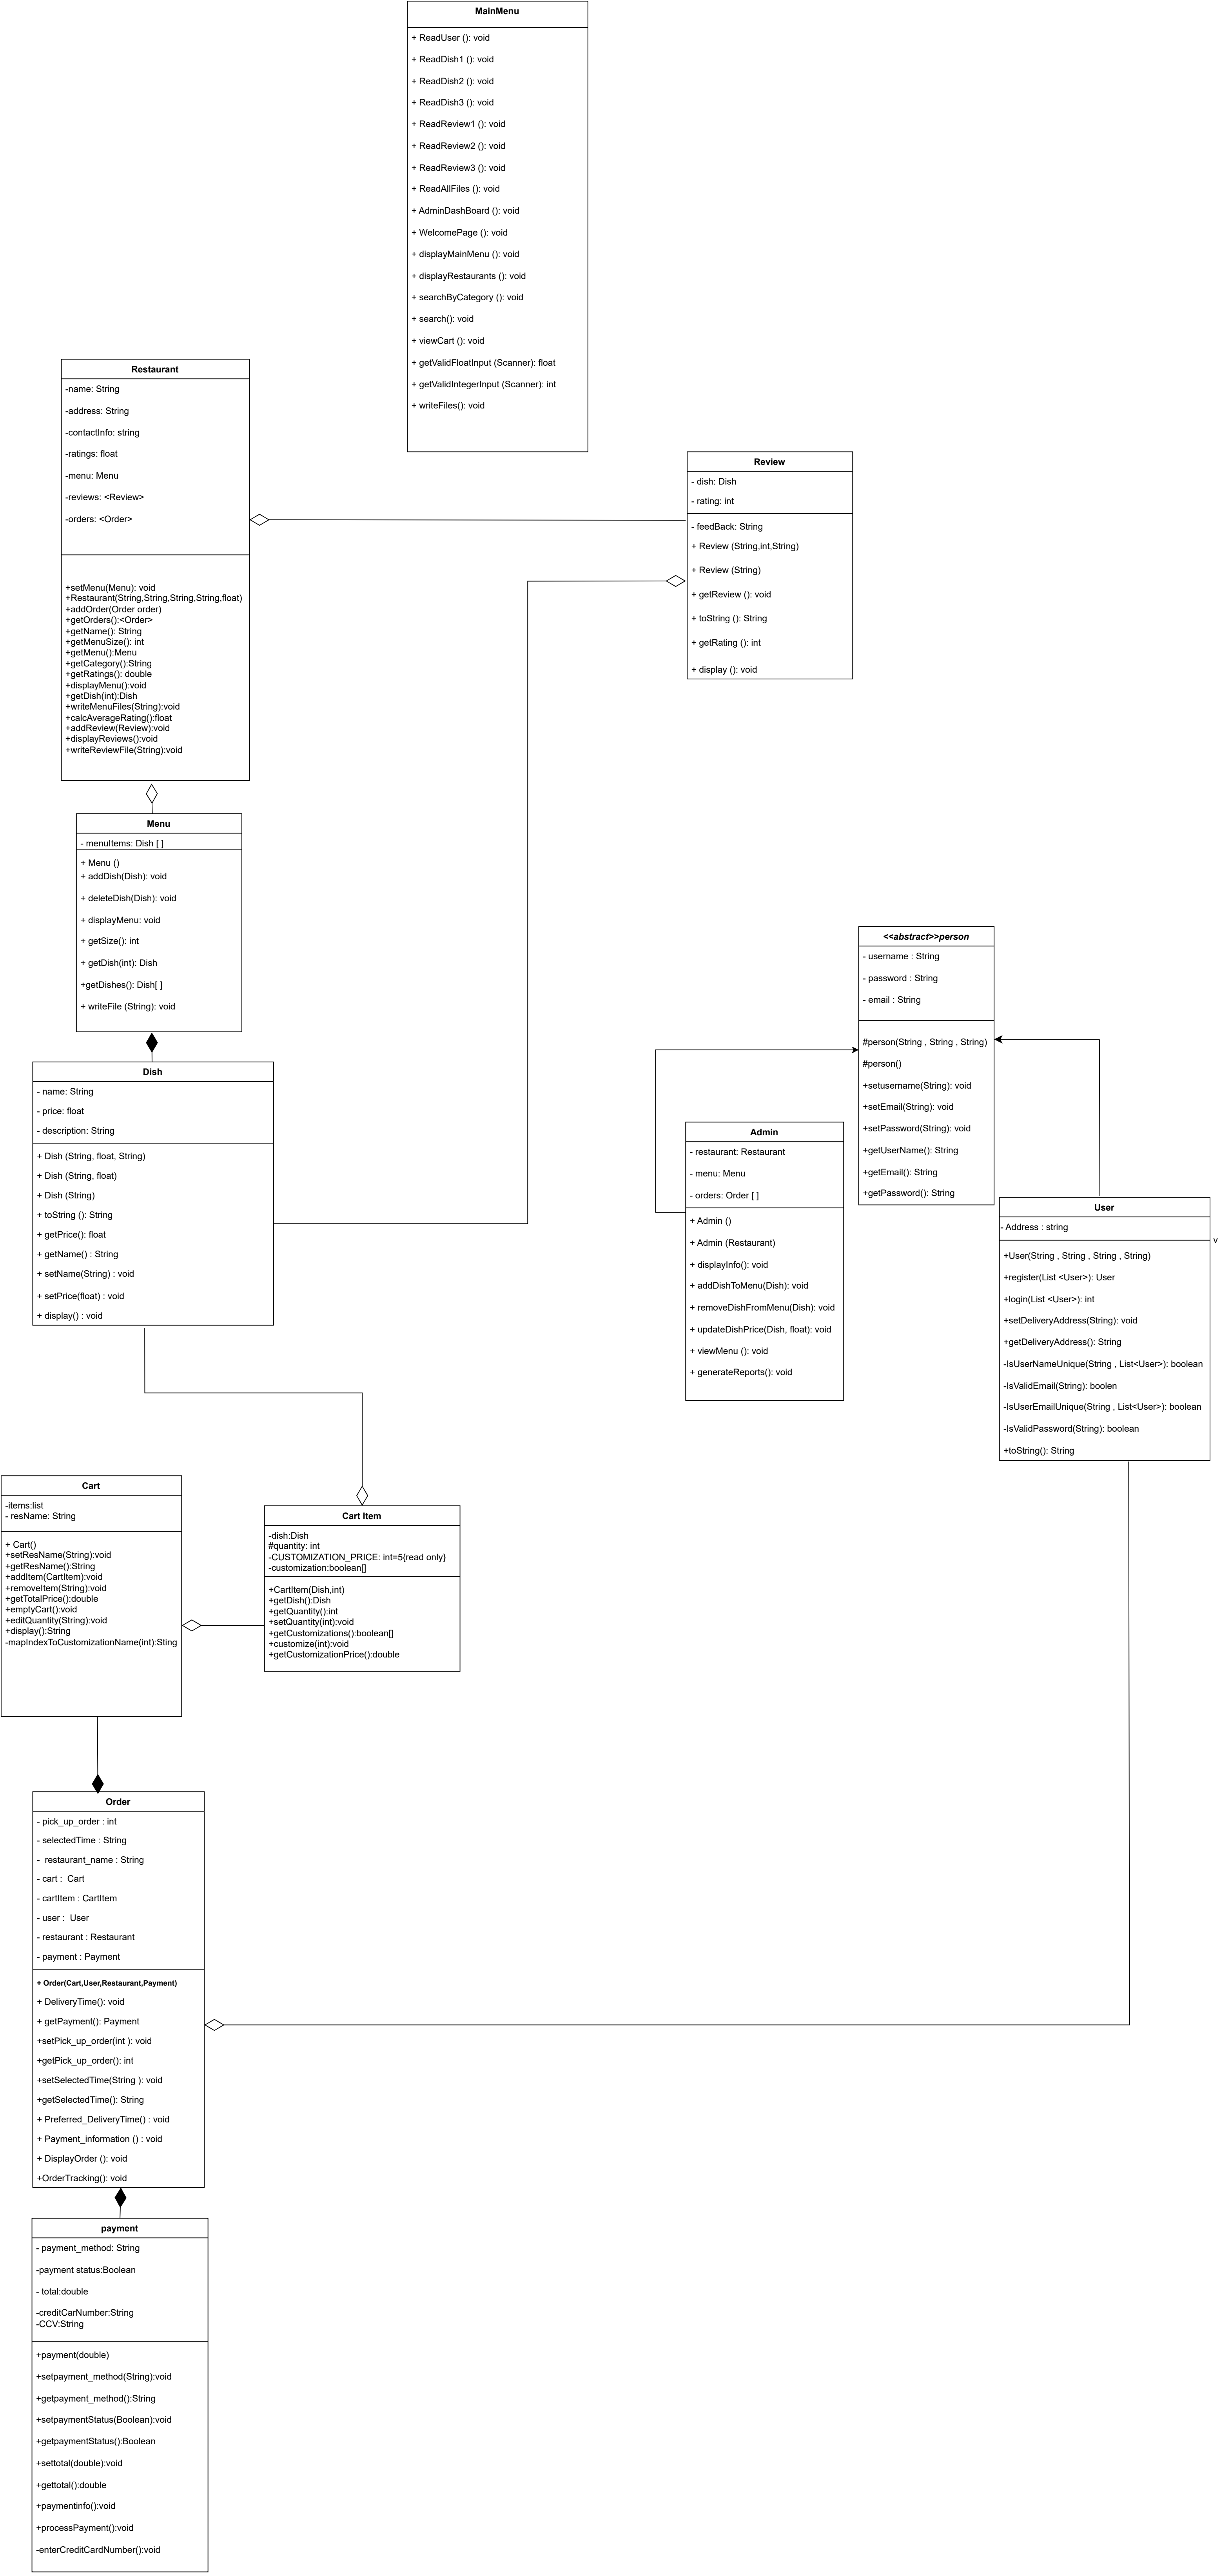 MainMenu
+ ReadUser (): void
+ ReadDish1 (): void
+ ReadDish2 (): void
+ ReadDish3 (): void
+ ReadReview1 (): void
+ ReadReview2 (): void
+ ReadReview3 (): void
+ ReadAllFiles (): void
+ AdminDashBoard (): void
+ WelcomePage (): void
+ displayMainMenu (): void
+ displayRestaurants (): void
+ searchByCategory (): void
+ search(): void
+ viewCart (): void
+ getValidFloatInput (Scanner): float
+ getValidIntegerInput (Scanner): int
+ writeFiles(): void
Restaurant
-name: String
-address: String
-contactInfo: string
-ratings: float
-menu: Menu
-reviews: <Review>
-orders: <Order>
+setMenu(Menu): void
+Restaurant(String,String,String,String,float)
+addOrder(Order order)
+getOrders():<Order>
+getName(): String
+getMenuSize(): int
+getMenu():Menu
+getCategory():String
+getRatings(): double
+displayMenu():void
+getDish(int):Dish
+writeMenuFiles(String):void
+calcAverageRating():float
+addReview(Review):void
+displayReviews():void
+writeReviewFile(String):void
Review
- dish: Dish
- rating: int
- feedBack: String
+ Review (String,int,String)
+ Review (String)
+ getReview (): void
+ toString (): String
+ getRating (): int
+ display (): void
Menu
- menuItems: Dish [ ]
+ Menu ()
+ addDish(Dish): void
+ deleteDish(Dish): void
+ displayMenu: void
+ getSize(): int
+ getDish(int): Dish
+getDishes(): Dish[ ]
+ writeFile (String): void
Dish
- name: String
- price: float
- description: String
+ Dish (String, float, String)
+ Dish (String, float)
+ Dish (String)
+ toString (): String
+ getPrice(): float
+ getName() : String
+ setName(String) : void
+ setPrice(float) : void
+ display() : void
<<abstract>>person
- username : String
- password : String
- email : String
#person(String , String , String)
#person()
+setusername(String): void
+setEmail(String): void
+setPassword(String): void
+getUserName(): String
+getEmail(): String
+getPassword(): String
Admin
- restaurant: Restaurant
- menu: Menu
- orders: Order [ ]
+ Admin ()
+ Admin (Restaurant)
+ displayInfo(): void
+ addDishToMenu(Dish): void
+ removeDishFromMenu(Dish): void
+ updateDishPrice(Dish, float): void
+ viewMenu (): void
+ generateReports(): void
User
- Address : string
v
+User(String , String , String , String)
+register(List <User>): User
+login(List <User>): int
+setDeliveryAddress(String): void
+getDeliveryAddress(): String
-IsUserNameUnique(String , List<User>): boolean
-IsValidEmail(String): boolen
-IsUserEmailUnique(String , List<User>): boolean
-IsValidPassword(String): boolean
+toString(): String
Cart
-items:list
- resName: String
+ Cart()
+setResName(String):void
+getResName():String
+addItem(CartItem):void
+removeItem(String):void
+getTotalPrice():double
+emptyCart():void
+editQuantity(String):void
+display():String
-mapIndexToCustomizationName(int):Sting
Cart Item
-dish:Dish
#quantity: int
-CUSTOMIZATION_PRICE: int=5{read only}
-customization:boolean[]
+CartItem(Dish,int)
+getDish():Dish
+getQuantity():int
+setQuantity(int):void
+getCustomizations():boolean[]
+customize(int):void
+getCustomizationPrice():double
Order
- pick_up_order : int
- selectedTime : String
- restaurant_name : String
- cart : Cart
- cartItem : CartItem
- user : User
- restaurant : Restaurant
- payment : Payment
+ Order(Cart,User,Restaurant,Payment)
+ DeliveryTime(): void
+ getPayment(): Payment
+setPick_up_order(int ): void
+getPick_up_order(): int
+setSelectedTime(String ): void
+getSelectedTime(): String
+ Preferred_DeliveryTime() : void
+ Payment_information () : void
+ DisplayOrder (): void
+OrderTracking(): void
payment
- payment_method: String
-payment status:Boolean
- total:double
-creditCarNumber:String
-CCV:String
+payment(double)
+setpayment_method(String):void
+getpayment_method():String
+setpaymentStatus(Boolean):void
+getpaymentStatus():Boolean
+settotal(double):void
+gettotal():double
+paymentinfo():void
+processPayment():void
-enterCreditCardNumber():void